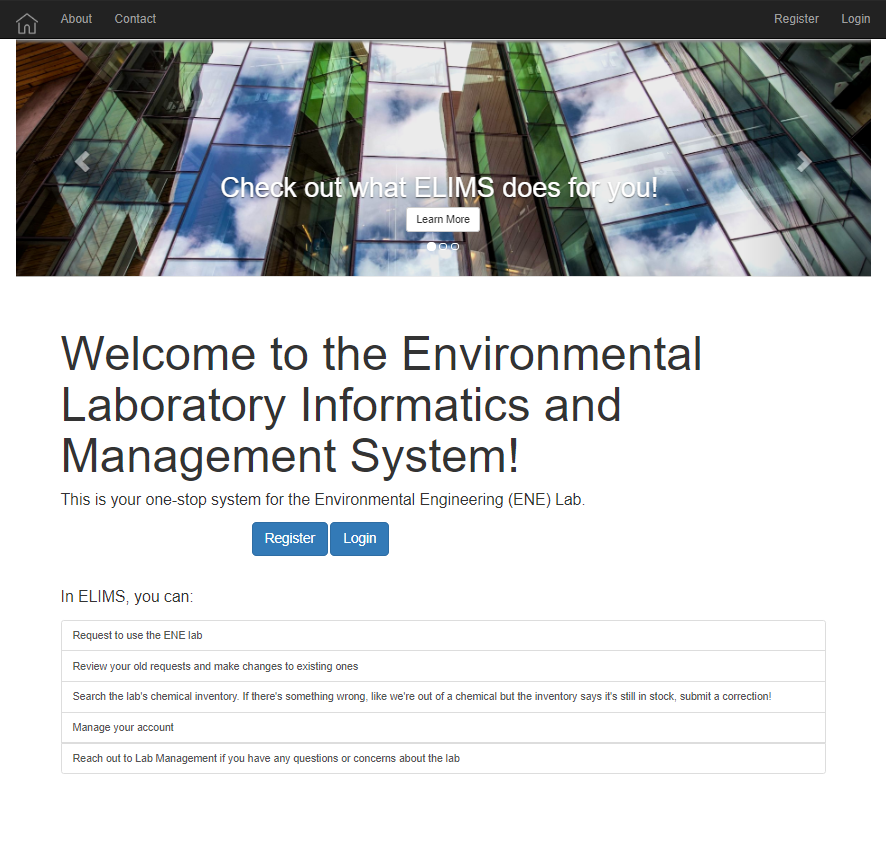 About Contact Register Login
Check out what ELIMS does for you!
Learn More
Welcome to the Environmental
Laboratory Informatics and
Management System!
This is your one-stop system for the Environmental Engineering (ENE) Lab.
Register Login
In ELIMS, you can:
Request to use the ENE lab
Review your old requests and make changes to existing ones
Search the lab's chemical inventory. If there's something wrong, like we're out of a chemical but the inventory says it's still in stock, submit a correction!
Manage your account
Reach out to Lab Management if you have any questions or concerns about the lab